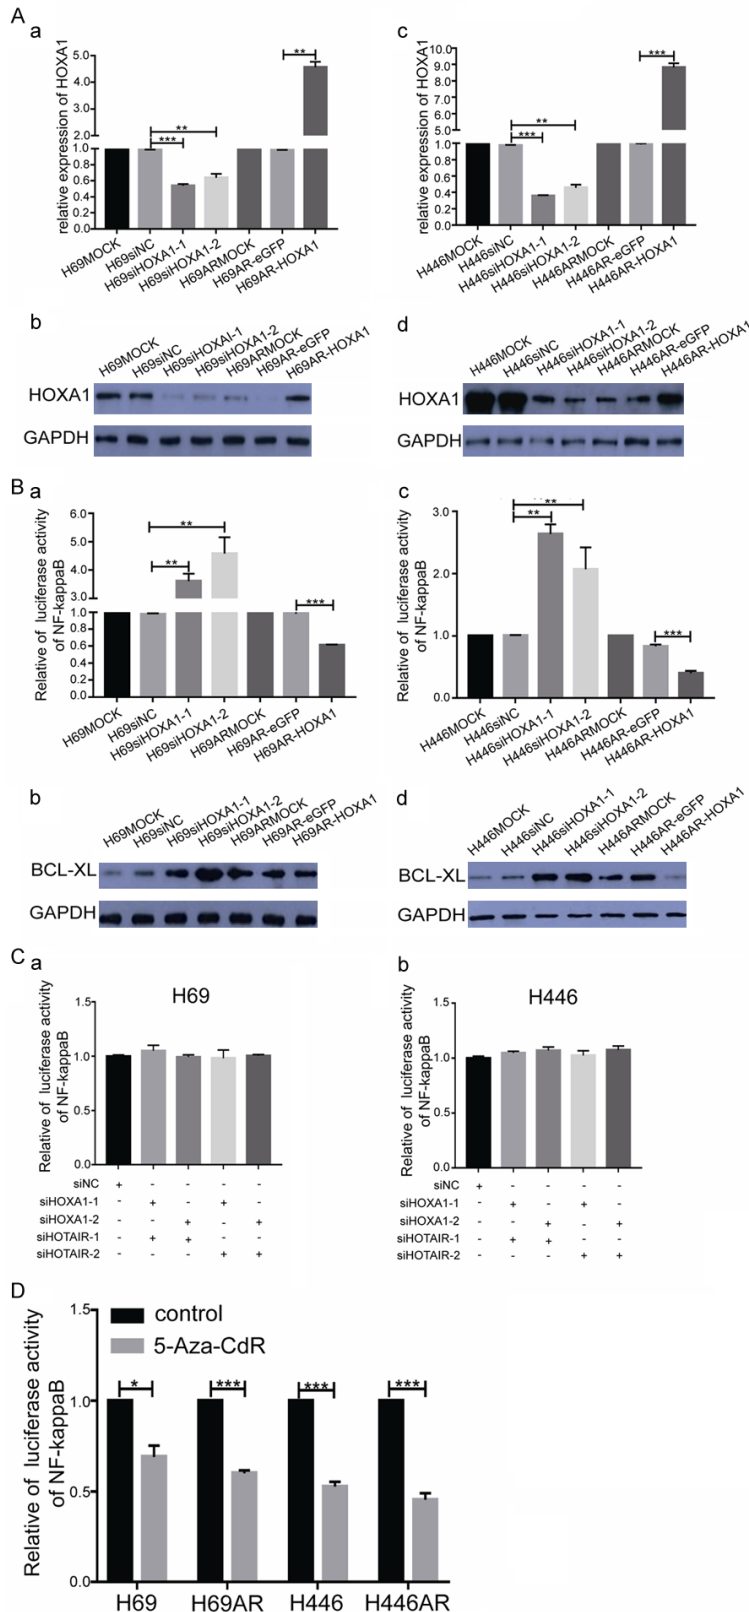 A
a
relative expression of HOXA1
5.0
4.0
3.0
2.0
1.0
0.8
0.6
0.4
0.2
0.0
***
**
**
H69MOCK
H69siNC
H69siHOXA1-1
H69siHOXA1-2
H69ARMOCK
H69AR-eGFP
H69AR-HOXA1
c
relative expression of HOXA1
10.0
9.0
8.0
7.0
6.0
5.0
1.0
0.8
0.6
0.4
0.2
0.0
***
**
***
H446MOCK
H446siNC
H446siHOXA1-1
H446siHOXA1-2
H446ARMOCK
H446AR-eGFP
H446AR-HOXA1
b
H69MOCK
H69siNC
H69siHOXAI-1
H69siHOXA1-2
H69ARMOCK
H69AR-eGFP
H69AR-HOXA1
HOXA1
GAPDH
d
H446MOCK
H446siNC
H446siHOXA1-1
H446siHOXA1-2
H446ARMOCK
H446AR-eGFP
H446AR-HOXA1
HOXA1
GAPDH
B
a
Relative of luciferase activity
of NF-kappaB
6.0
5.0
4.0
3.0
1.0
0.8
0.6
0.4
0.2
0.0
**
**
***
H69MOCK
H69siNC
H69siHOXA1-1
H69siHOXA1-2
H69ARMOCK
H69AR-eGFP
H69AR-HOXA1
c
Relative of luciferase activity
of NF-kappaB
3.0
2.0
1.0
0.0
**
**
***
H446MOCK
H446siNC
H446siHOXA1-1
H446siHOXA1-2
H446ARMOCK
H446AR-eGFP
H446AR-HOXA1
b
H69MOCK
H69siNC
H69siHOXA1-1
H69siHOXA1-2
H69ARMOCK
H69AR-eGFP
H69AR-HOXA1
BCL-XL
GAPDH
d
H446MOCK
H446siNC
H446siHOXA1-1
H446siHOXA1-2
H446ARMOCK
H446AR-eGFP
H446AR-HOXA1
BCL-XL
GAPDH
C
a
H69
Relative of luciferase activity
of NF-kappaB
1.5
1.0
0.5
0.0
siNC + - - - -
siHOXA1-1 - + - + -
siHOXA1-2 - - + - +
siHOTAIR-1 - + + - -
siHOTAIR-2 - - - + +
b
H446
Relative of luciferase activity
of NF-kappaB
1.5
1.0
0.5
0.0
siNC + - - - -
siHOXA1-1 - + - + -
siHOXA1-2 - - + - +
siHOTAIR-1 - + + - -
siHOTAIR-2 - - - + +
D
Relative of luciferase activity
of NF-kappaB
1.5
1.0
0.5
0.0
control
5-Aza-CdR
* *** *** ***
H69 H69AR H446 H446AR